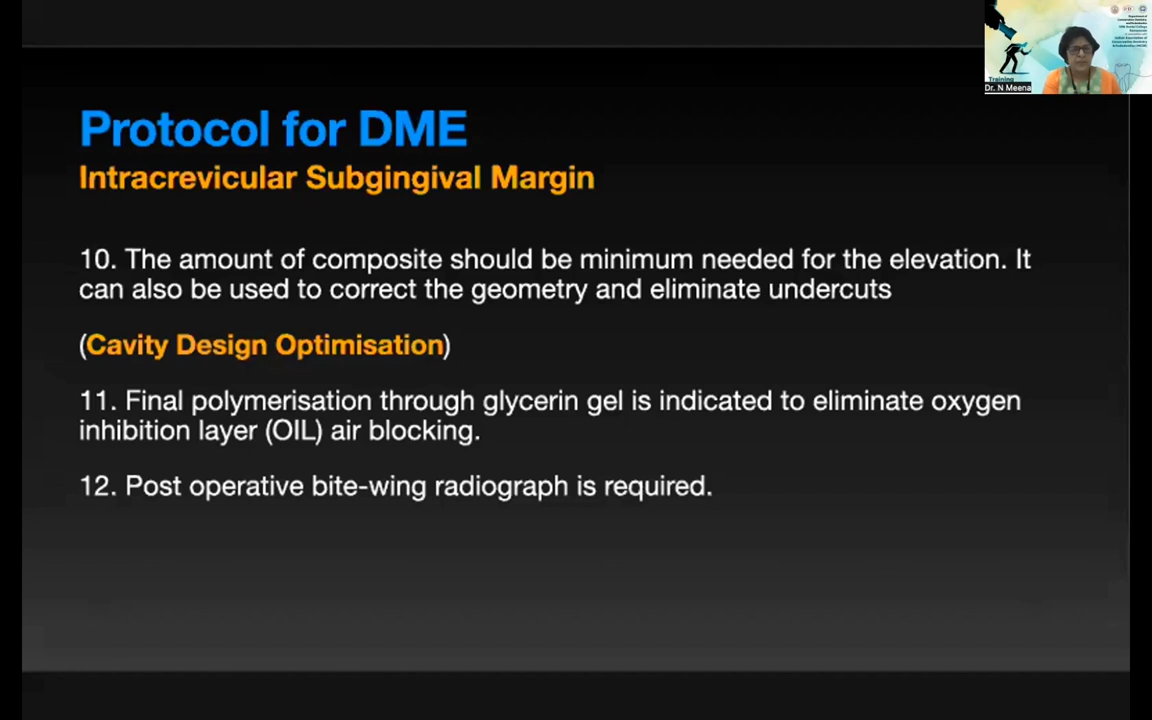 Protocol for DME
Intracrevicular Subgingival Margin
10. The amount of composite should be minimum needed for the elevation. It
can also be used to correct the geometry and eliminate undercuts
(Cavity Design Optimisation)
11. Final polymerisation through glycerin gel is indicated to eliminate oxygen
inhibition layer (OIL) air blocking.
12. Post operative bite-wing radiograph is required.
Training
Dr. N Meena